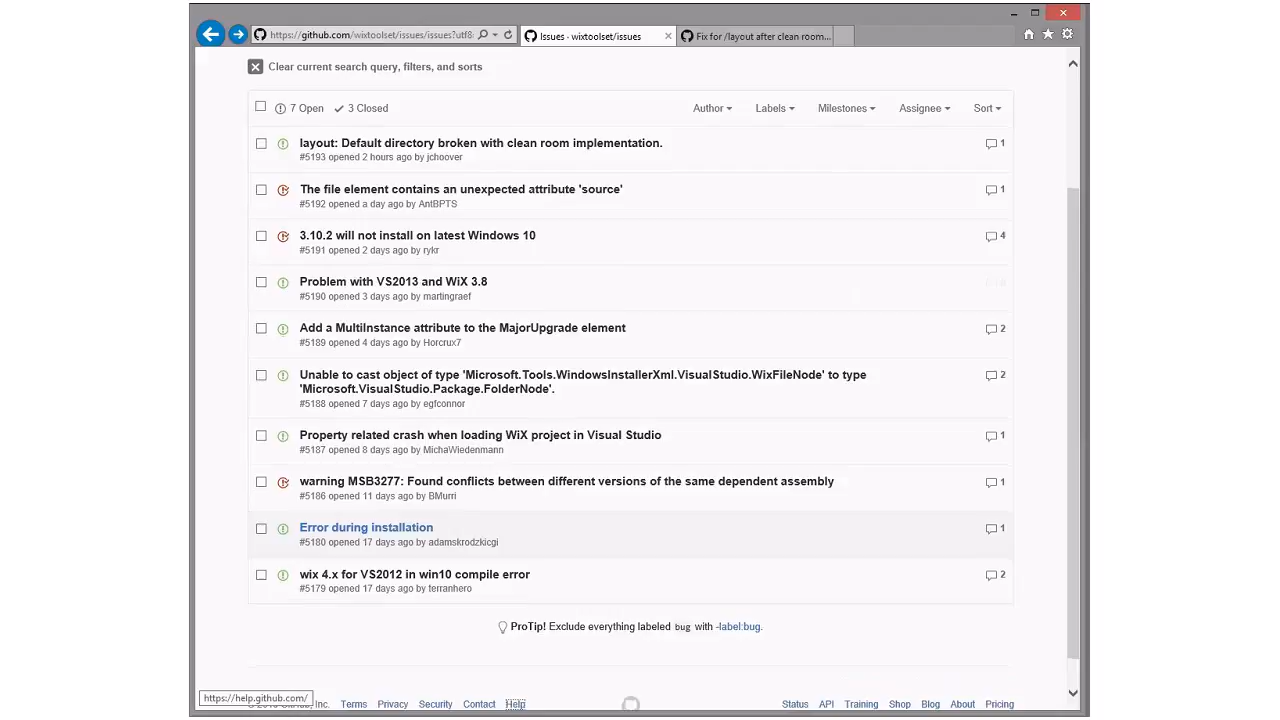 https://github.com/wixtoolset/issues/issues?utf8
Issues · wixtoolset/issues
Fix for /layout after clean room...
Clear current search query, filters, and sorts
7 Open 3 Closed Author Labels Milestones Assignee Sort
layout: Default directory broken with clean room implementation. 1
#5193 opened 2 hours ago by jchoover
The file element contains an unexpected attribute 'source' 1
#5192 opened a day ago by AntBPTS
3.10.2 will not install on latest Windows 10 4
#5191 opened 2 days ago by rykr
Problem with VS2013 and WiX 3.8
#5190 opened 3 days ago by martingraef
Add a MultiInstance attribute to the MajorUpgrade element 2
#5189 opened 4 days ago by Horcrux7
Unable to cast object of type 'Microsoft.Tools.WindowsInstallerXml.VisualStudio.WixFileNode' to type 2
'Microsoft.VisualStudio.Package.FolderNode'.
#5188 opened 7 days ago by egfconnor
Property related crash when loading WiX project in Visual Studio 1
#5187 opened 8 days ago by MichaWiedenmann
warning MSB3277: Found conflicts between different versions of the same dependent assembly 1
#5186 opened 11 days ago by BMurri
Error during installation 1
#5180 opened 17 days ago by adamskrodzkicgi
wix 4.x for VS2012 in win10 compile error 2
#5179 opened 17 days ago by terranhero
ProTip! Exclude everything labeled bug with -label:bug.
https://help.github.com/
Inc. Terms Privacy Security Contact Help Status API Training Shop Blog About Pricing